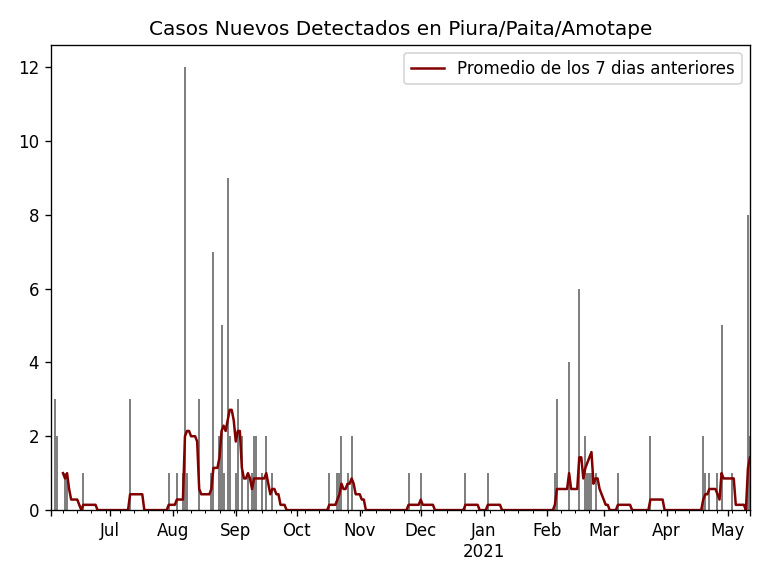 Casos Nuevos Detectados en Piura/Paita/Amotape
Promedio de los 7 dias anteriores
12
10
8
6
4
2
0
Jul Aug Sep Oct Nov Dec Jan Feb Mar Apr May
2021